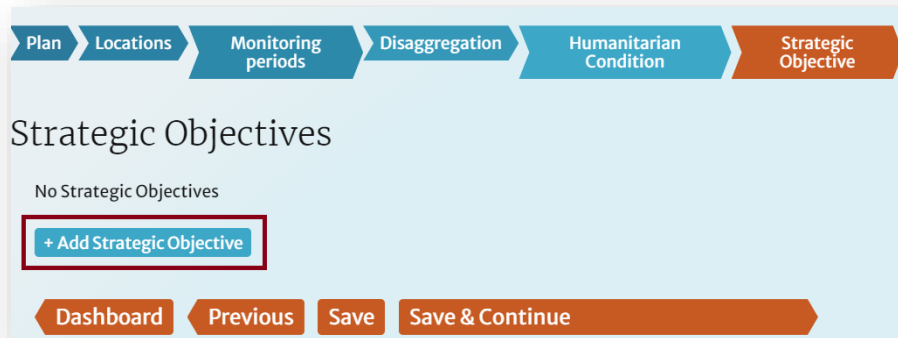 Plan
Locations
Monitoring
periods
Disaggregation
Humanitarian
Condition
Strategic
Objective
Strategic Objectives
No Strategic Objectives
+ Add Strategic Objective
Dashboard
Previous
Save
Save & Continue